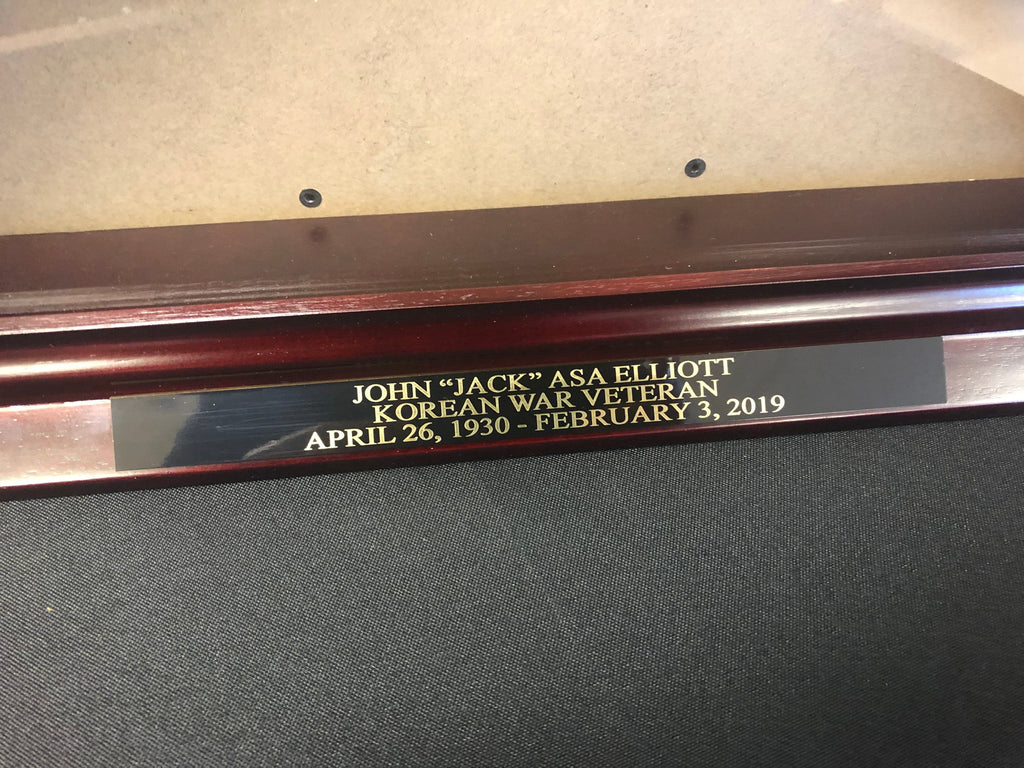 JOHN “JACK” ASA ELLIOTT
KOREAN WAR VETERAN
APRIL 26, 1930 - FEBRUARY 3, 2019